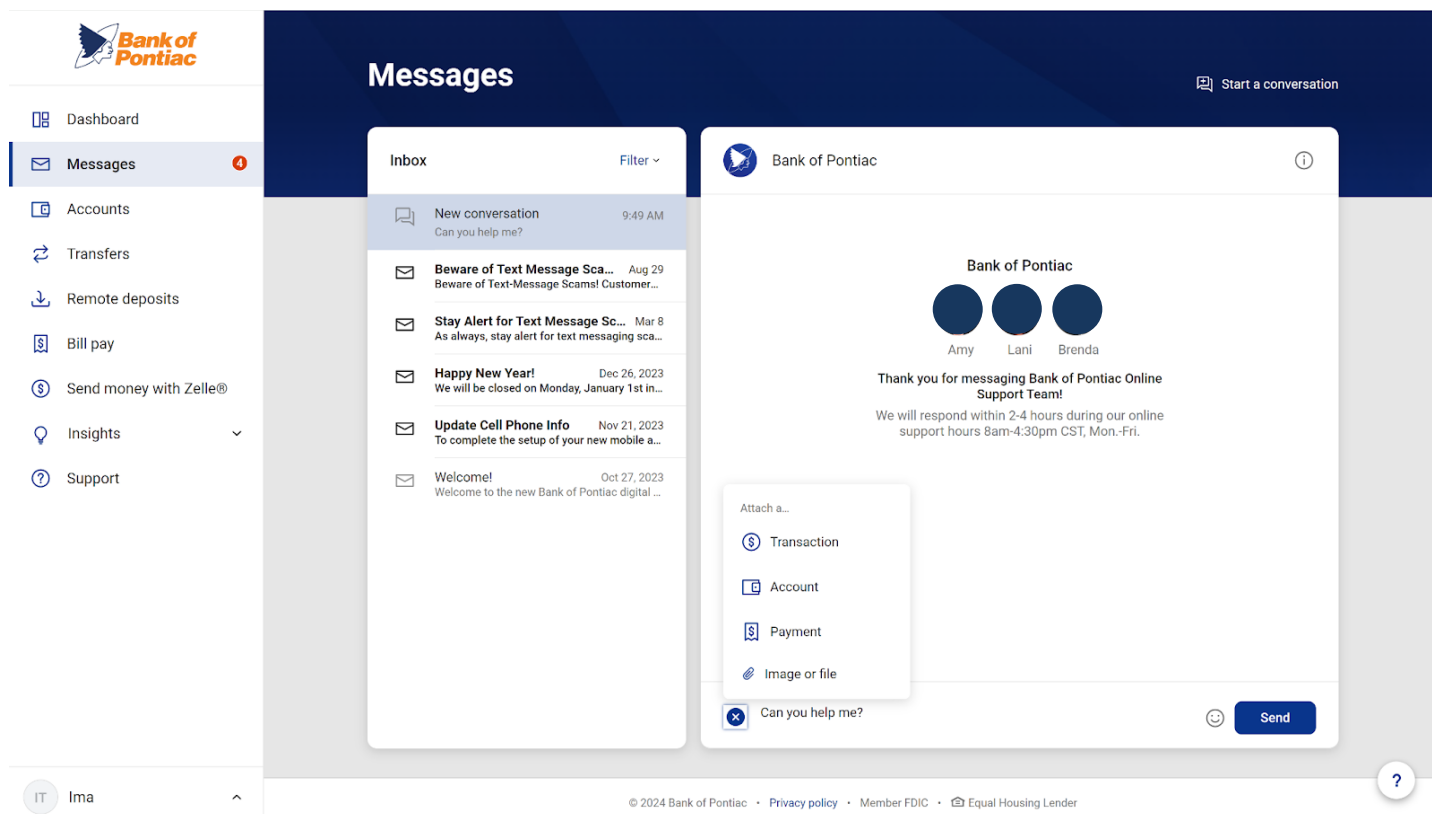 Bank of
Pontiac
Dashboard
Messages
4
Accounts
Transfers
Remote deposits
Bill pay
Send money with Zelle®
Insights
Support
IT
Ima
Messages
Start a conversation
Inbox
Filter
New conversation 9:49 AM
Can you help me?
Beware of Text Message Sca... Aug 29
Beware of Text-Message Scams! Customer...
Stay Alert for Text Message Sc... Mar 8
As always, stay alert for text messaging sca...
Happy New Year! Dec 26, 2023
We will be closed on Monday, January 1st in...
Update Cell Phone Info Nov 21, 2023
To complete the setup of your new mobile a...
Welcome! Oct 27, 2023
Welcome to the new Bank of Pontiac digital ...
Bank of Pontiac
Bank of Pontiac
Amy Lani Brenda
Thank you for messaging Bank of Pontiac Online
Support Team!
We will respond within 2-4 hours during our online
support hours 8am-4:30pm CST, Mon.-Fri.
Attach a...
Transaction
Account
Payment
Image or file
Can you help me?
Send
?
© 2024 Bank of Pontiac • Privacy policy • Member FDIC • Equal Housing Lender